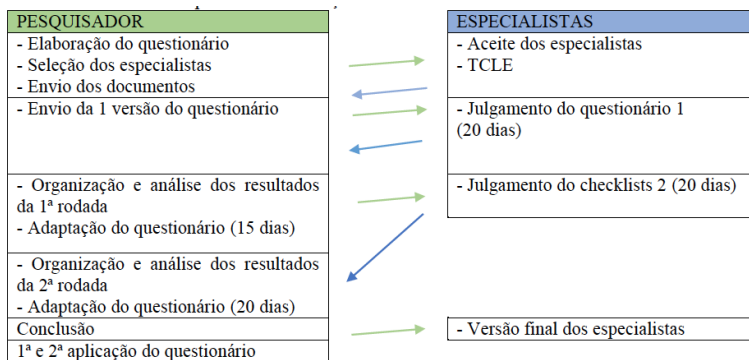 PESQUISADOR
- Elaboração do questionário
- Seleção dos especialistas
- Envio dos documentos
- Envio da 1 versão do questionário
- Organização e análise dos resultados
da 1ª rodada
- Adaptação do questionário (15 dias)
- Organização e análise dos resultados
da 2ª rodada
- Adaptação do questionário (20 dias)
Conclusão
1ª e 2ª aplicação do questionário
ESPECIALISTAS
- Aceite dos especialistas
- TCLE
- Julgamento do questionário 1
(20 dias)
- Julgamento do checklists 2 (20 dias)
- Versão final dos especialistas